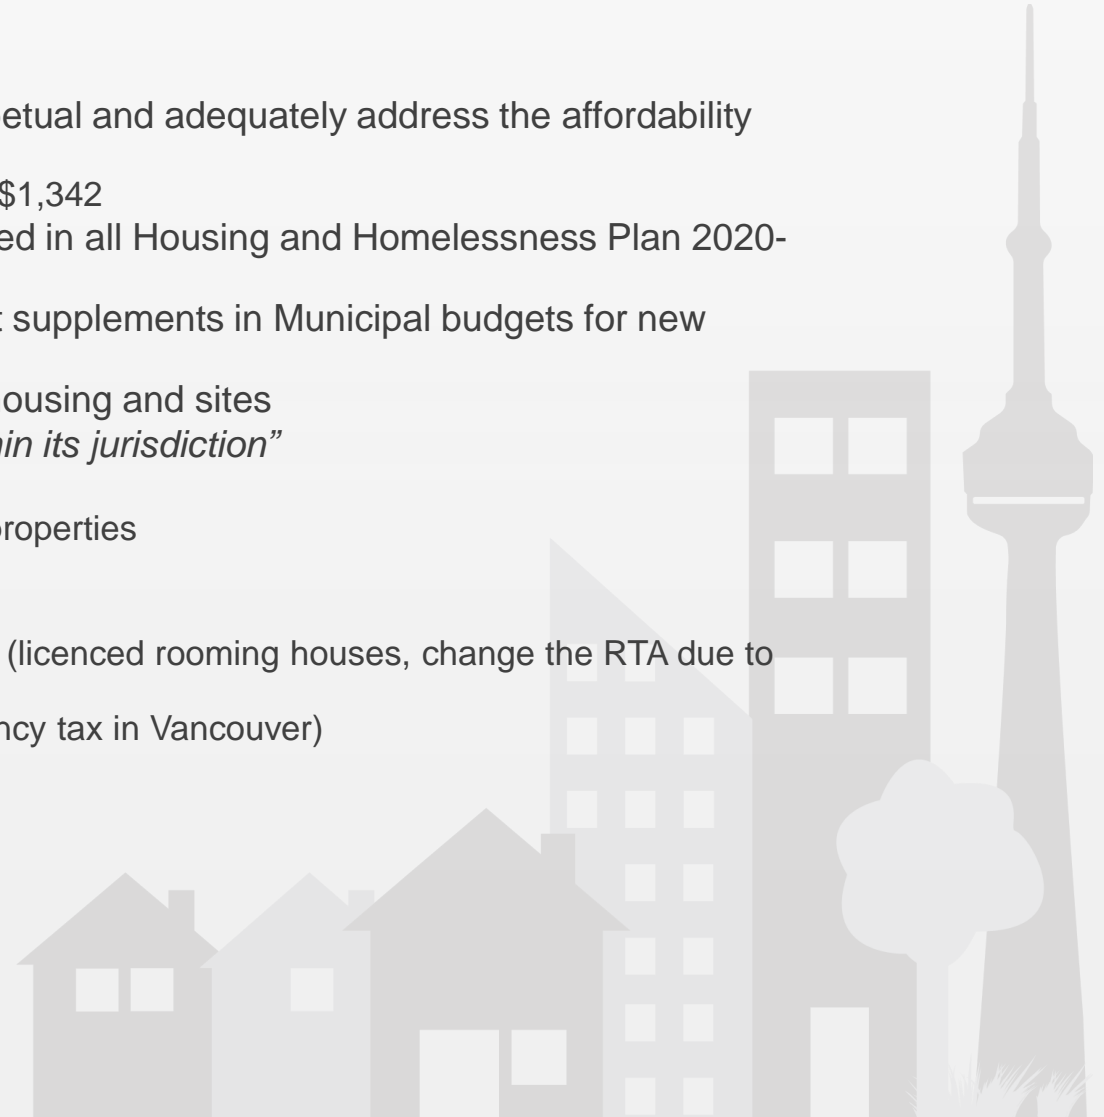 etual and adequately address the affordability
$1,342
ed in all Housing and Homelessness Plan 2020-
supplements in Municipal budgets for new
ousing and sites
in its jurisdiction”
roperties
(licenced rooming houses, change the RTA due to
ncy tax in Vancouver)